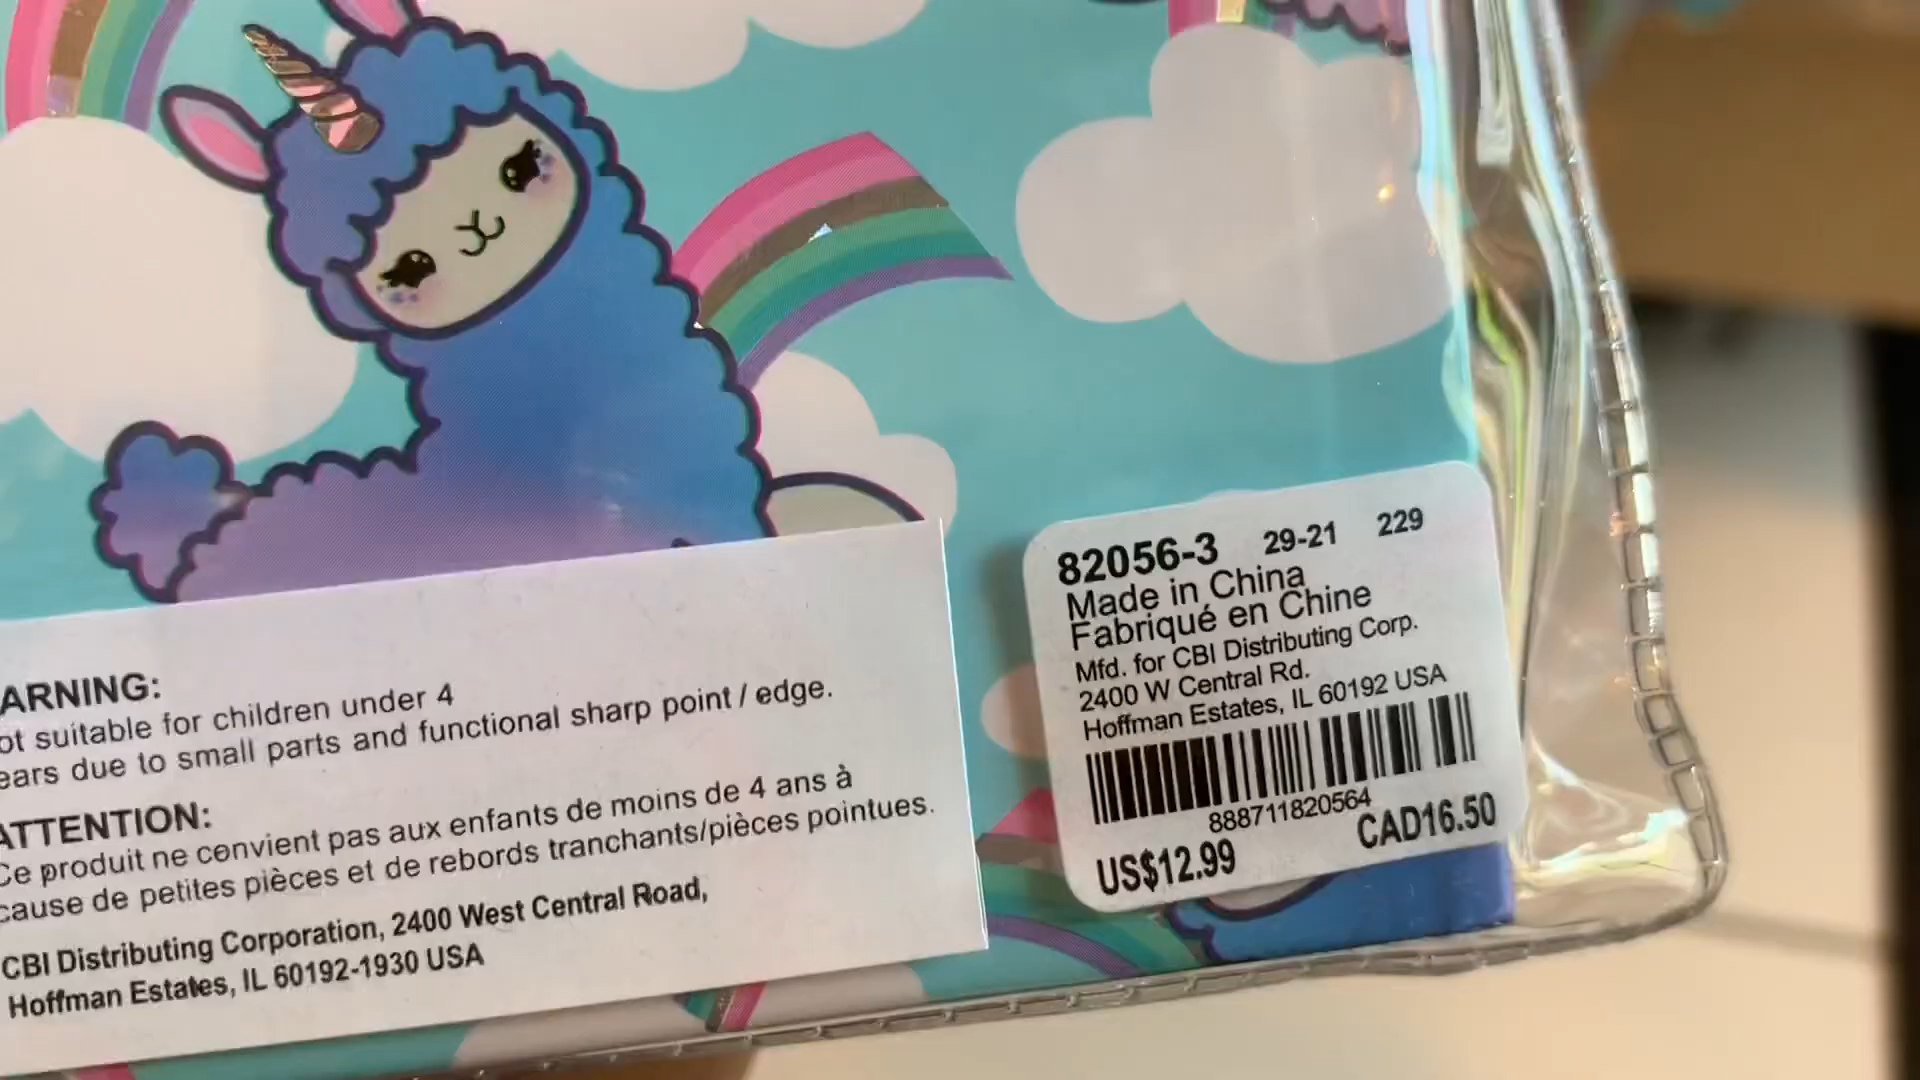 ARNING:
ot suitable for children under 4
ears due to small parts and functional sharp point / edge.
ATTENTION:
Ce produit ne cenvient pas aux enfants de moins de 4 ans à
cause de petites pièces et de rebords tranchants/pièces pointues.
CBI Distributing Corporation, 2400 West Central Road,
Hoffman Estates, IL 60192-1930 USA
82056-3 29-21 229
Made in China
Fabriqué en Chine
Mfd. for CBI Distributing Corp.
2400 W Central Rd.
Hoffman Estates, IL 60192 USA
888711820564
US$12.99 CAD16.50